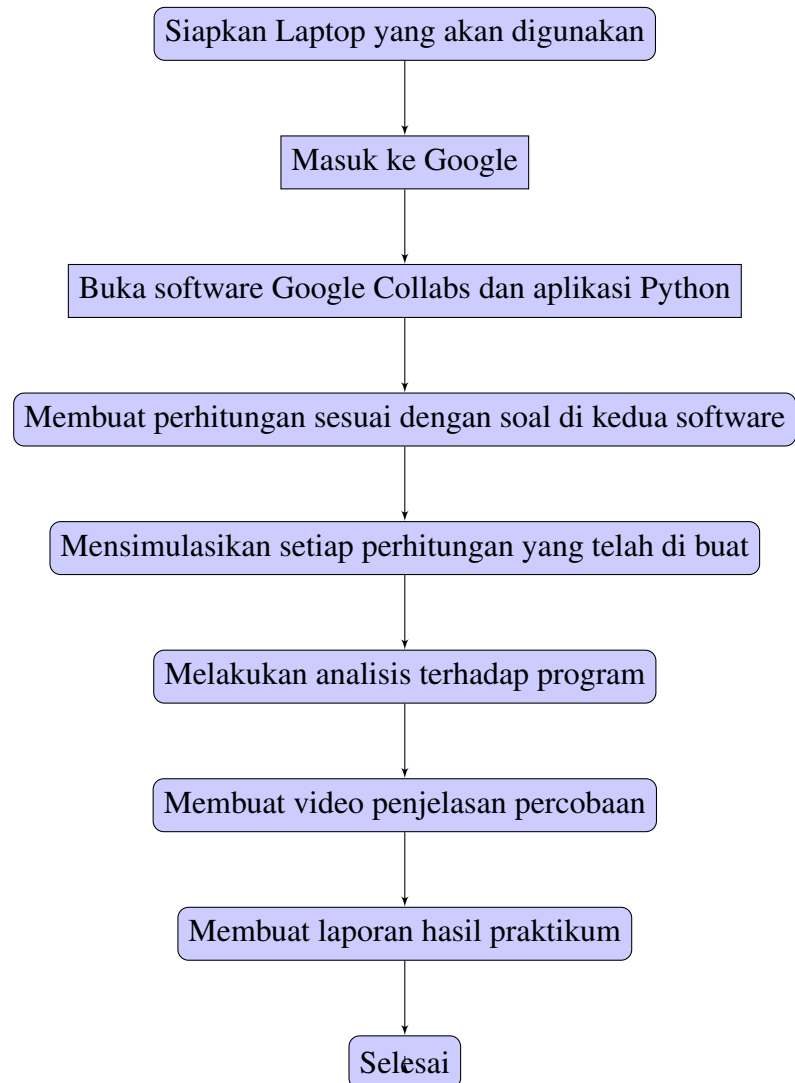 Siapkan Laptop yang akan digunakan
Masuk ke Google
Buka software Google Collabs dan aplikasi Python
Membuat perhitungan sesuai dengan soal di kedua software
Mensimulasikan setiap perhitungan yang telah di buat
Melakukan analisis terhadap program
Membuat video penjelasan percobaan
Membuat laporan hasil praktikum
Selesai